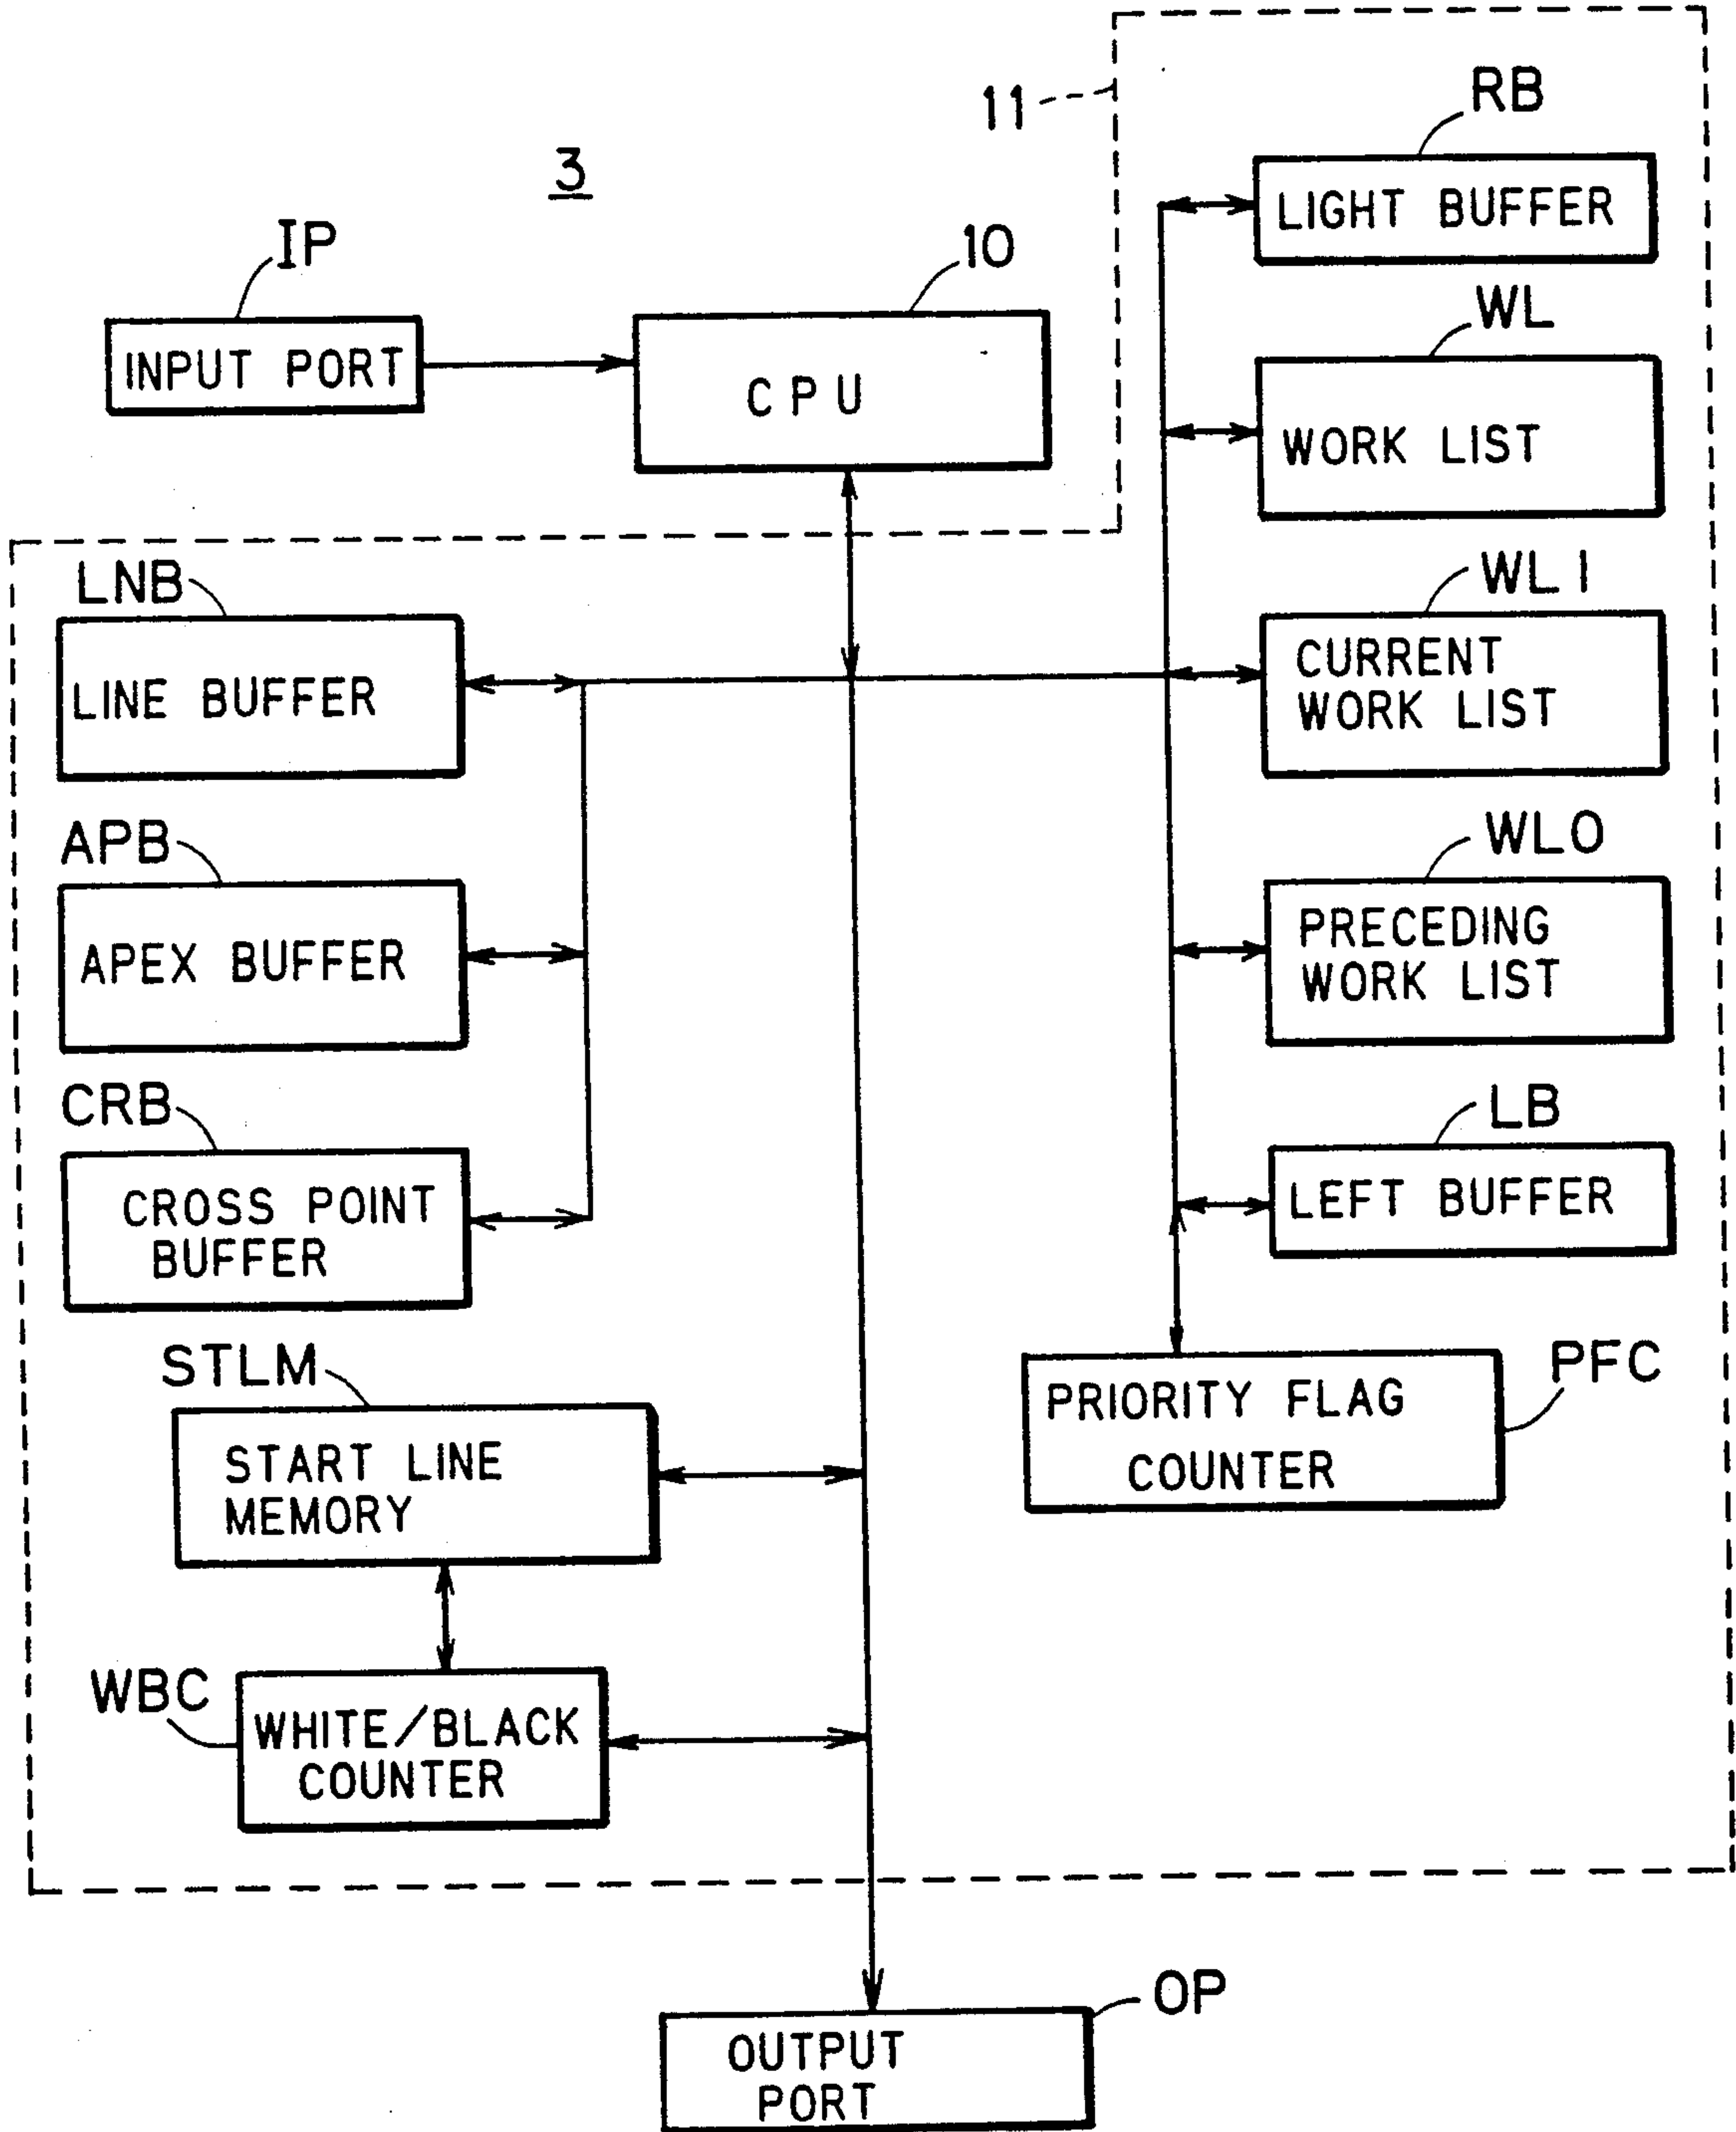 11
RB
3
LIGHT BUFFER
IP
10
INPUT PORT
CPU
WL
WORK LIST
LNB
LINE BUFFER
WL1
CURRENT
WORK LIST
APB
APEX BUFFER
WL0
PRECEDING
WORK LIST
CRB
CROSS POINT
BUFFER
LB
LEFT BUFFER
STLM
START LINE
MEMORY
PFC
PRIORITY FLAG
COUNTER
WBC
WHITE/BLACK
COUNTER
OP
OUTPUT
PORT